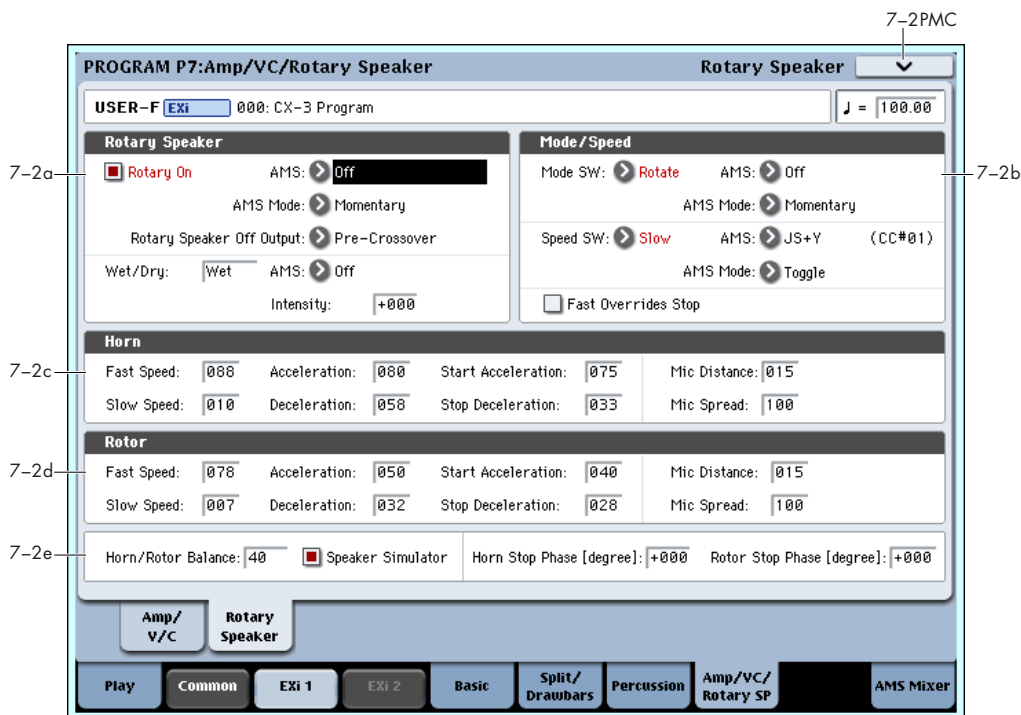 7–2PMC
PROGRAM P7:Amp/VC/Rotary Speaker Rotary Speaker
USER–F EXi 000: CX–3 Program ♩ = 100.00
Rotary Speaker
7–2a
Rotary On AMS: Off
AMS Mode: Momentary
Rotary Speaker Off Output: Pre–Crossover
Wet/Dry: Wet AMS: Off
Intensity: +000
Mode/Speed
7–2b
Mode SW: Rotate AMS: Off
AMS Mode: Momentary
Speed SW: Slow AMS: JS+Y (CC#01)
AMS Mode: Toggle
Fast Overrides Stop
Horn
7–2c
Fast Speed: 088 Acceleration: 080 Start Acceleration: 075 Mic Distance: 015
Slow Speed: 010 Deceleration: 058 Stop Deceleration: 033 Mic Spread: 100
Rotor
7–2d
Fast Speed: 078 Acceleration: 050 Start Acceleration: 040 Mic Distance: 015
Slow Speed: 007 Deceleration: 032 Stop Deceleration: 028 Mic Spread: 100
7–2e
Horn/Rotor Balance: 40 Speaker Simulator Horn Stop Phase [degree]: +000 Rotor Stop Phase [degree]: +000
Amp/
V/C
Rotary
Speaker
Play Common EXi 1 EXi 2 Basic
Split/
Drawbars
Percussion
Amp/VC/
Rotary SP
AMS Mixer